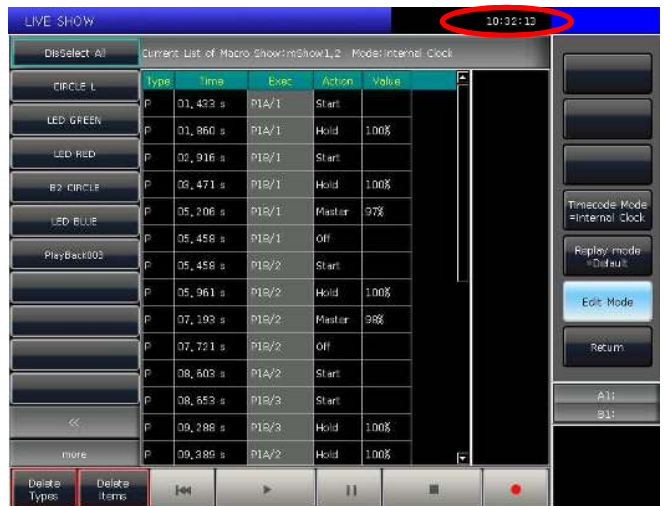 LIVE SHOW 10:32:13
DisSelect All Current List of Macro Show:mShow1,2 Mode:Internal Clock
CIRCLE L
LED GREEN
LED RED
B2 CIRCLE
LED BLUE
PlayBack003
<<
more
Type Time Exec Action Value
P 01,433 s P1A/1 Start
P 01,860 s P1A/1 Hold 100%
P 02,916 s P1B/1 Start
P 03,471 s P1B/1 Hold 100%
P 05,206 s P1B/1 Master 97%
P 05,458 s P1B/1 Off
P 05,458 s P1B/2 Start
P 05,961 s P1B/2 Hold 100%
P 07,193 s P1B/2 Master 98%
P 07,721 s P1B/2 Off
P 08,603 s P1A/2 Start
P 08,653 s P1B/3 Start
P 09,288 s P1B/3 Hold 100%
P 09,389 s P1A/2 Hold 100%
Timecode Mode
=Internal Clock
Replay mode
=Default
Edit Mode
Return
A1:
B1:
Delete
Types
Delete
Items